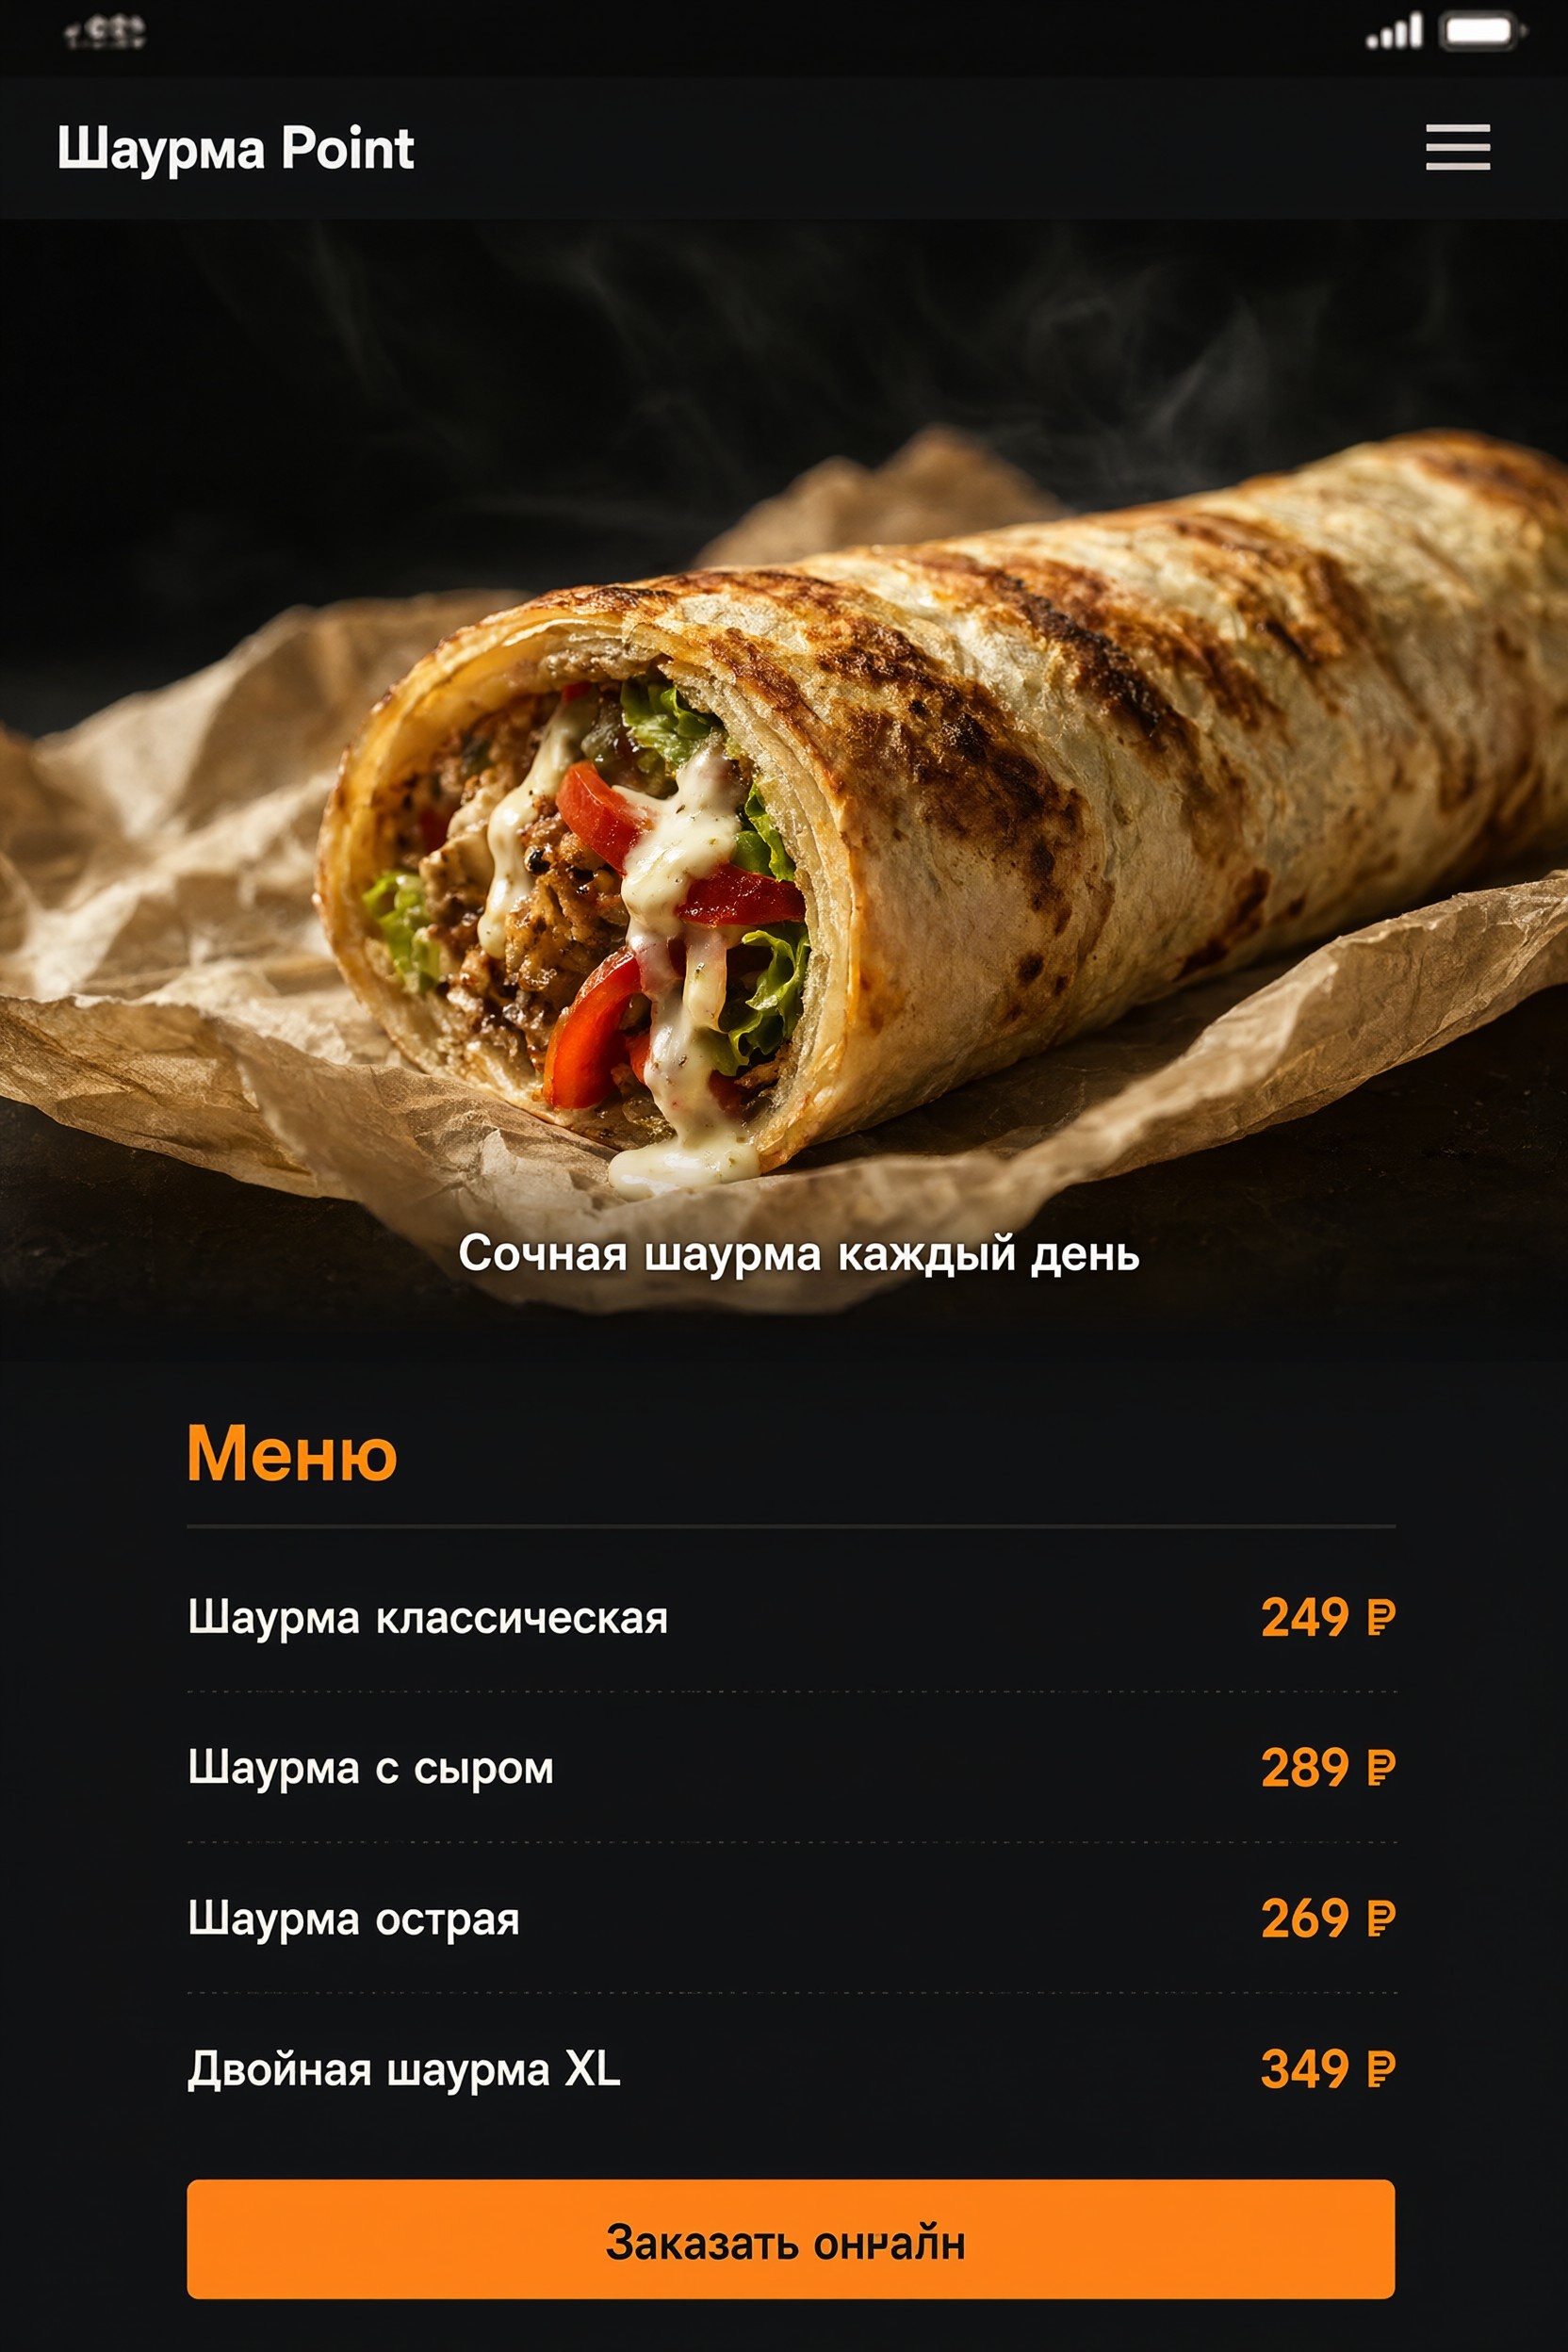 Шаурма Point
Сочная шаурма каждый день
Меню
Шаурма классическая 249 ₽
Шаурма с сыром 289 ₽
Шаурма острая 269 ₽
Двойная шаурма XL 349 ₽
Заказать